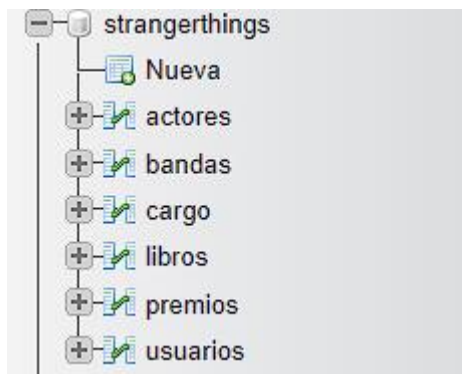 strangerthings
Nueva
actores
bandas
cargo
libros
premios
usuarios